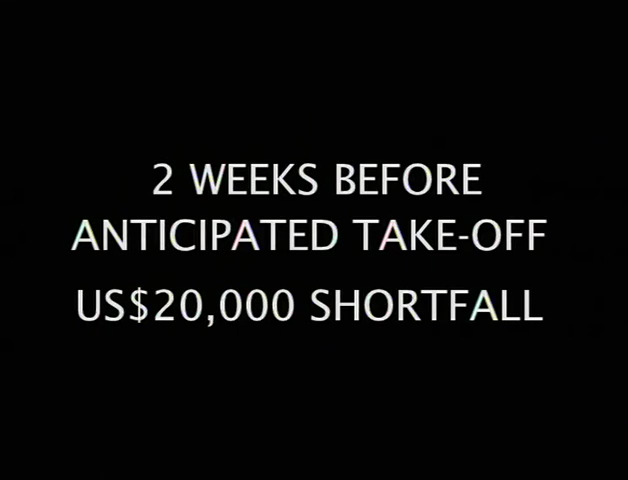 2 WEEKS BEFORE
ANTICIPATED TAKE-OFF
US$20,000 SHORTFALL